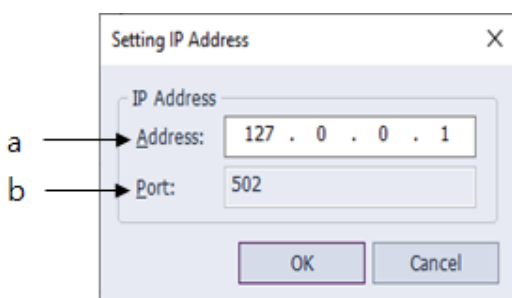 Setting IP Address
IP Address
a
Address: 127 . 0 . 0 . 1
b
Port: 502
OK Cancel